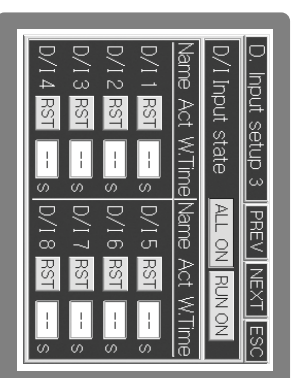 D. Input setup 3 PREV NEXT ESC
D/I Input state ALL ON RUN ON
Name Act W.Time Name Act W.Time
D/I 1 RST -- s D/I 5 RST -- s
D/I 2 RST -- s D/I 6 RST -- s
D/I 3 RST -- s D/I 7 RST -- s
D/I 4 RST -- s D/I 8 RST -- s